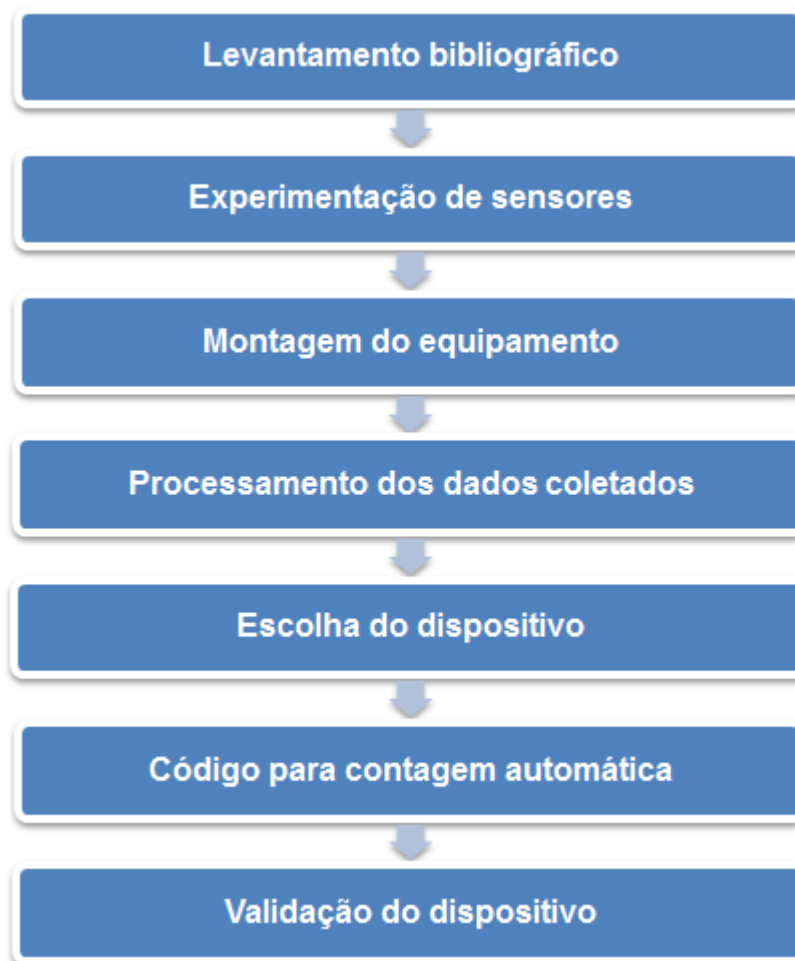 Levantamento bibliográfico
Experimentação de sensores
Montagem do equipamento
Processamento dos dados coletados
Escolha do dispositivo
Código para contagem automática
Validação do dispositivo